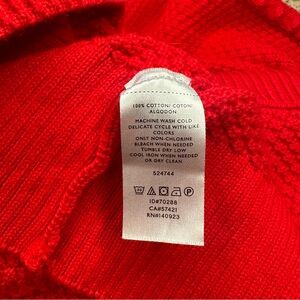 100% COTTON/ COTON/
ALGODON
MACHINE WASH COLD
DELICATE CYCLE WITH LIKE
COLORS
ONLY NON-CHLORINE
BLEACH WHEN NEEDED
TUMBLE DRY LOW
COOL IRON WHEN NEEDED
OR DRY CLEAN
524744
P
ID#70288
CA#57421
RN#140923